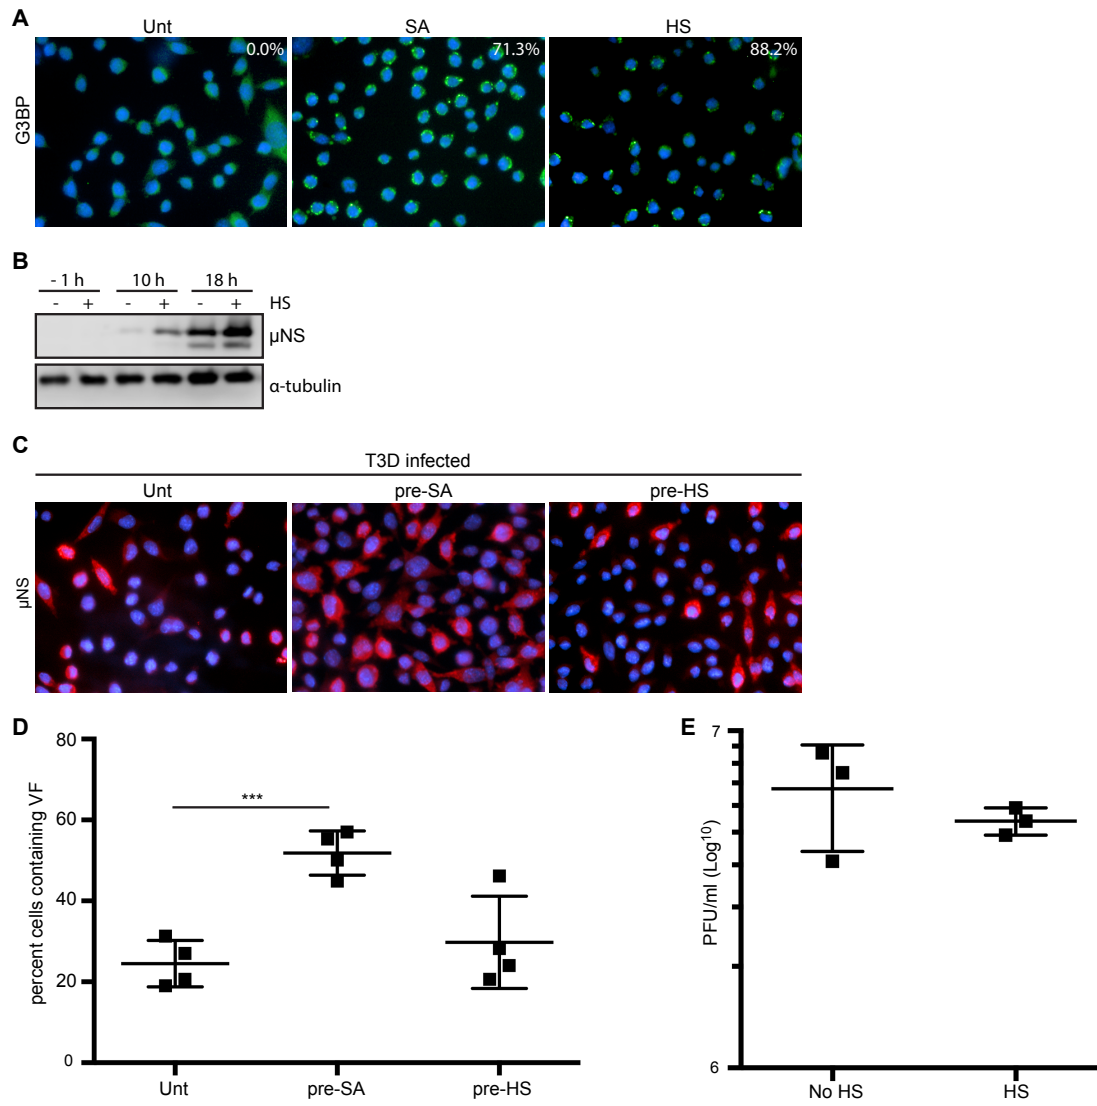 A
Unt SA HS
G3BP
0.0% 71.3% 88.2%
B
- 1 h 10 h 18 h
- + - + - + HS
µNS
α-tubulin
C
T3D infected
Unt pre-SA pre-HS
µNS
D
percent cells containing VF
80
60
40
20
0
***
Unt pre-SA pre-HS
E
PFU/ml (Log10)
7
6
No HS HS